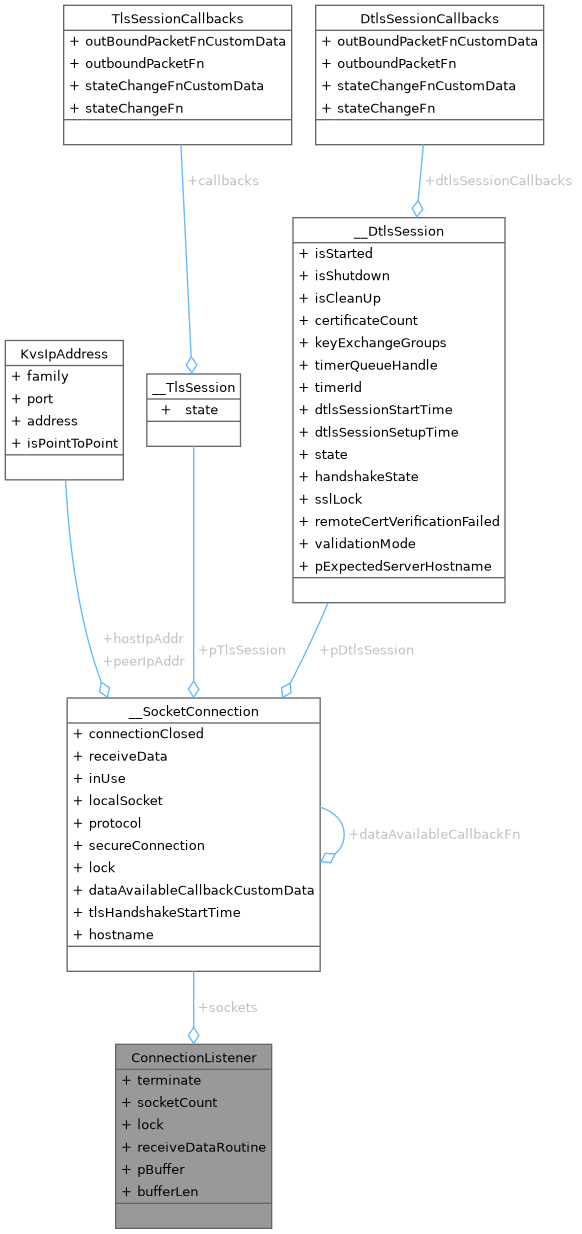 TlsSessionCallbacks
+ outBoundPacketFnCustomData
+ outboundPacketFn
+ stateChangeFnCustomData
+ stateChangeFn
DtlsSessionCallbacks
+ outBoundPacketFnCustomData
+ outboundPacketFn
+ stateChangeFnCustomData
+ stateChangeFn
+callbacks
+dtlsSessionCallbacks
__DtlsSession
+ isStarted
+ isShutdown
+ isCleanUp
+ certificateCount
+ keyExchangeGroups
+ timerQueueHandle
+ timerId
+ dtlsSessionStartTime
+ dtlsSessionSetupTime
+ state
+ handshakeState
+ sslLock
+ remoteCertVerificationFailed
+ validationMode
+ pExpectedServerHostname
KvsIpAddress
+ family
+ port
+ address
+ isPointToPoint
__TlsSession
+ state
+hostIpAddr
+peerIpAddr
+pTlsSession
+pDtlsSession
__SocketConnection
+ connectionClosed
+ receiveData
+ inUse
+ localSocket
+ protocol
+ secureConnection
+ lock
+ dataAvailableCallbackCustomData
+ tlsHandshakeStartTime
+ hostname
+dataAvailableCallbackFn
+sockets
ConnectionListener
+ terminate
+ socketCount
+ lock
+ receiveDataRoutine
+ pBuffer
+ bufferLen